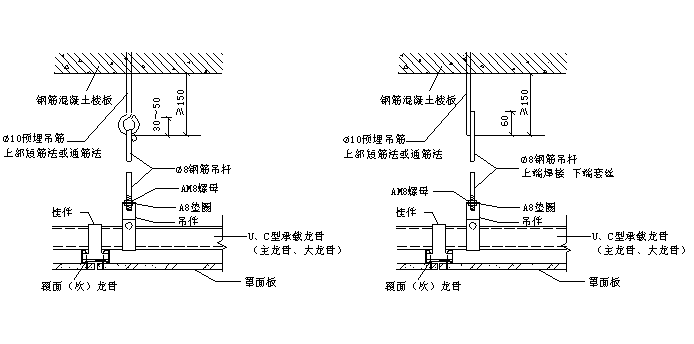 钢筋混凝土楼板
≥150
30～50
Ø10预埋吊筋
上部短筋法或通筋法
Ø8钢筋吊杆
AM8螺母
A8垫圈
挂件
吊件
U、C型承载龙骨
（主龙骨、大龙骨）
覆面（次）龙骨
罩面板
钢筋混凝土楼板
≥150
60
Ø10预埋吊筋
上部短筋法或通筋法
Ø8钢筋吊杆
上端焊接 下端套丝
AM8螺母
A8垫圈
挂件
吊件
U、C型承载龙骨
（主龙骨、大龙骨）
覆面（次）龙骨
罩面板